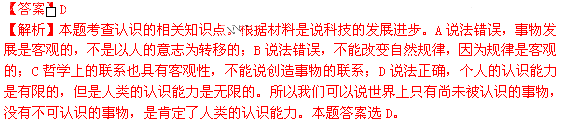 【答案】D
【解析】本题考查认识的相关知识点，根据材料是说科技的发展进步。A 说法错误，事物发
展是客观的，不是以人的意志为转移的；B 说法错误，不能改变自然规律，因为规律是客观
的；C 哲学上的联系也具有客观性，不能说创造事物的联系；D 说法正确，个人的认识能力
是有限的，但是人类的认识能力是无限的。所以我们可以说世界上只有尚未被认识的事物，
没有不可认识的事物，是肯定了人类的认识能力。本题答案选 D。